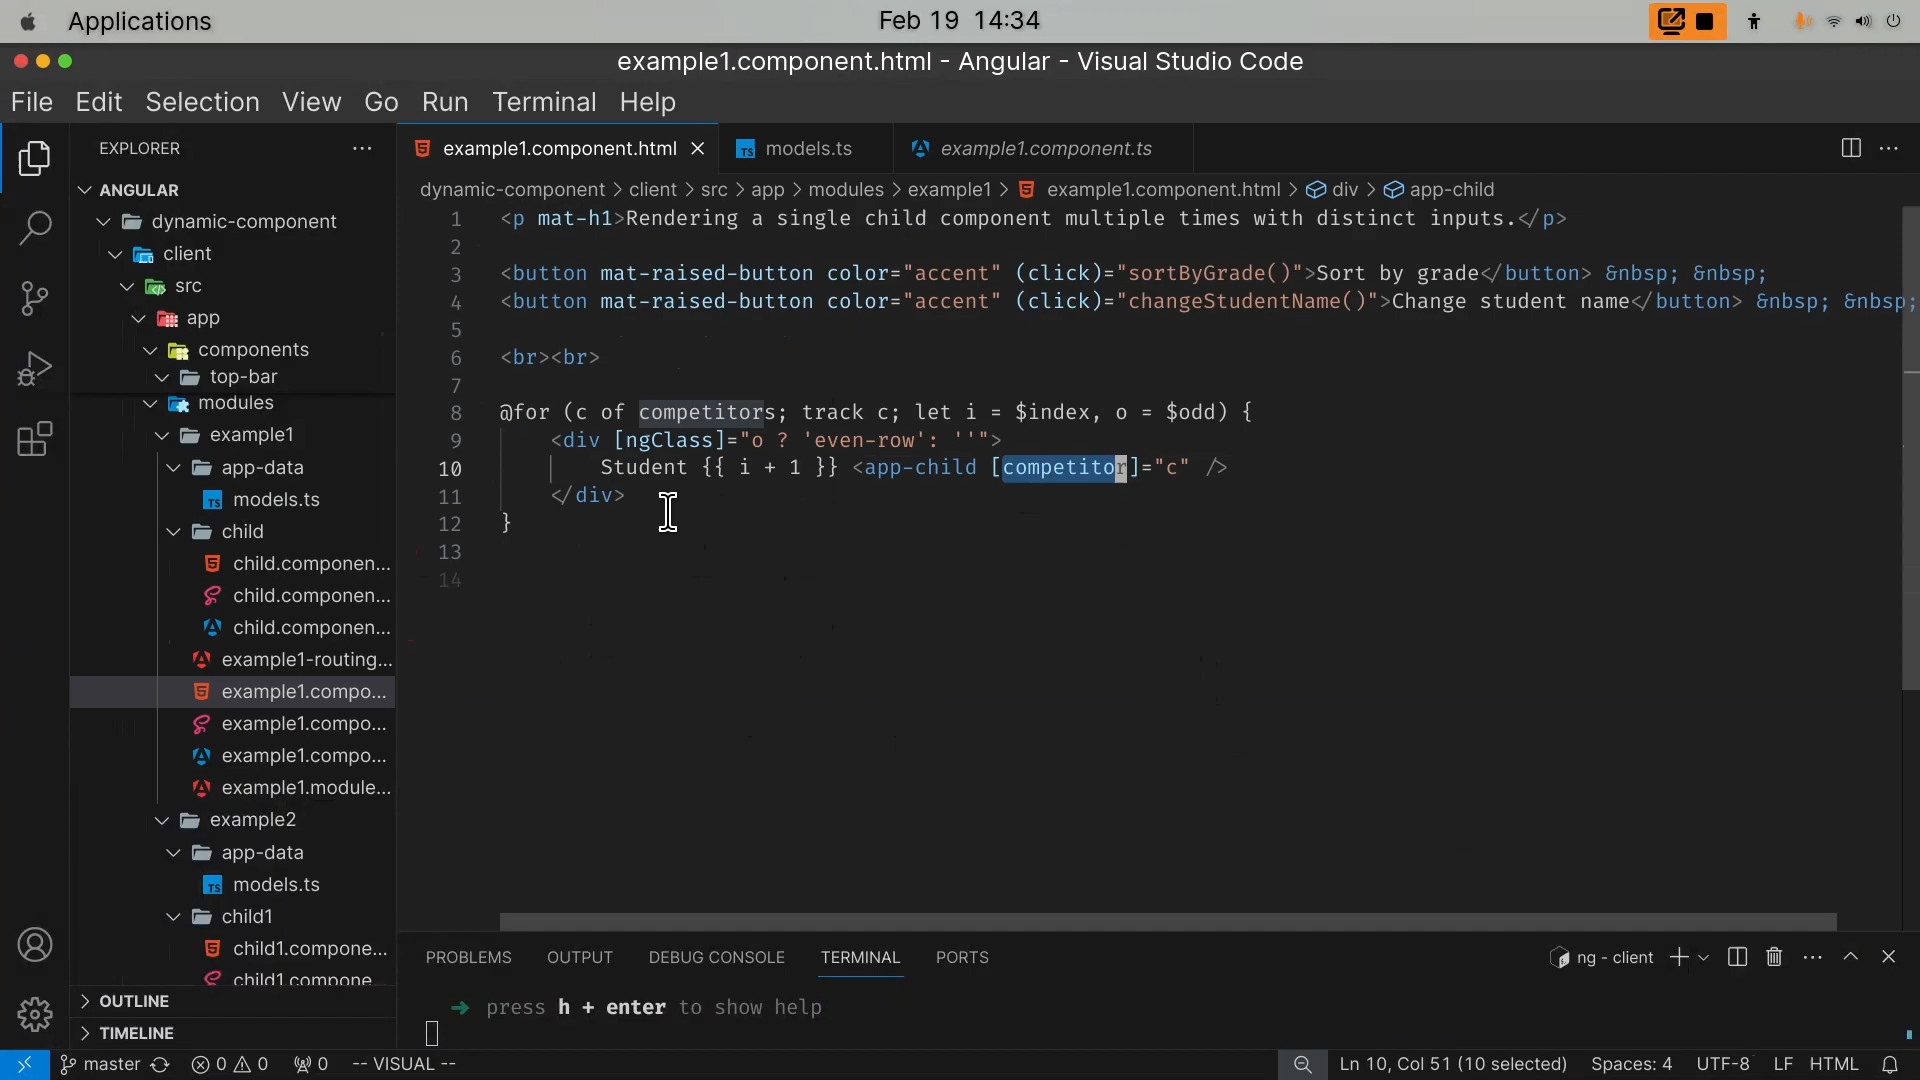 Applications
Feb 19 14:34
example1.component.html - Angular - Visual Studio Code
File Edit Selection View Go Run Terminal Help
EXPLORER
ANGULAR
dynamic-component
client
src
app
components
top-bar
modules
example1
app-data
TS models.ts
child
child.componen...
child.componen...
child.componen...
example1-routing...
example1.compo...
example1.compo...
example1.compo...
example1.module...
example2
app-data
TS models.ts
child1
child1.compone...
child1.compone
OUTLINE
TIMELINE
example1.component.html
TS models.ts
example1.component.ts
dynamic-component > client > src > app > modules > example1 > example1.component.html > div > app-child
1 <p mat-h1>Rendering a single child component multiple times with distinct inputs.</p>
2
3 <button mat-raised-button color="accent" (click)="sortByGrade()">Sort by grade</button> &nbsp; &nbsp;
4 <button mat-raised-button color="accent" (click)="changeStudentName()">Change student name</button> &nbsp; &nbsp;
5
6 <br><br>
7
8 @for (c of competitors; track c; let i = $index, o = $odd) {
9 <div [ngClass]="o ? 'even-row': ''">
10 Student {{ i + 1 }} <app-child [competitor]="c" />
11 </div>
12 }
13
14
PROBLEMS OUTPUT DEBUG CONSOLE TERMINAL PORTS
ng - client
➜ press h + enter to show help
master 0 0 0 -- VISUAL --
Ln 10, Col 51 (10 selected) Spaces: 4 UTF-8 LF HTML